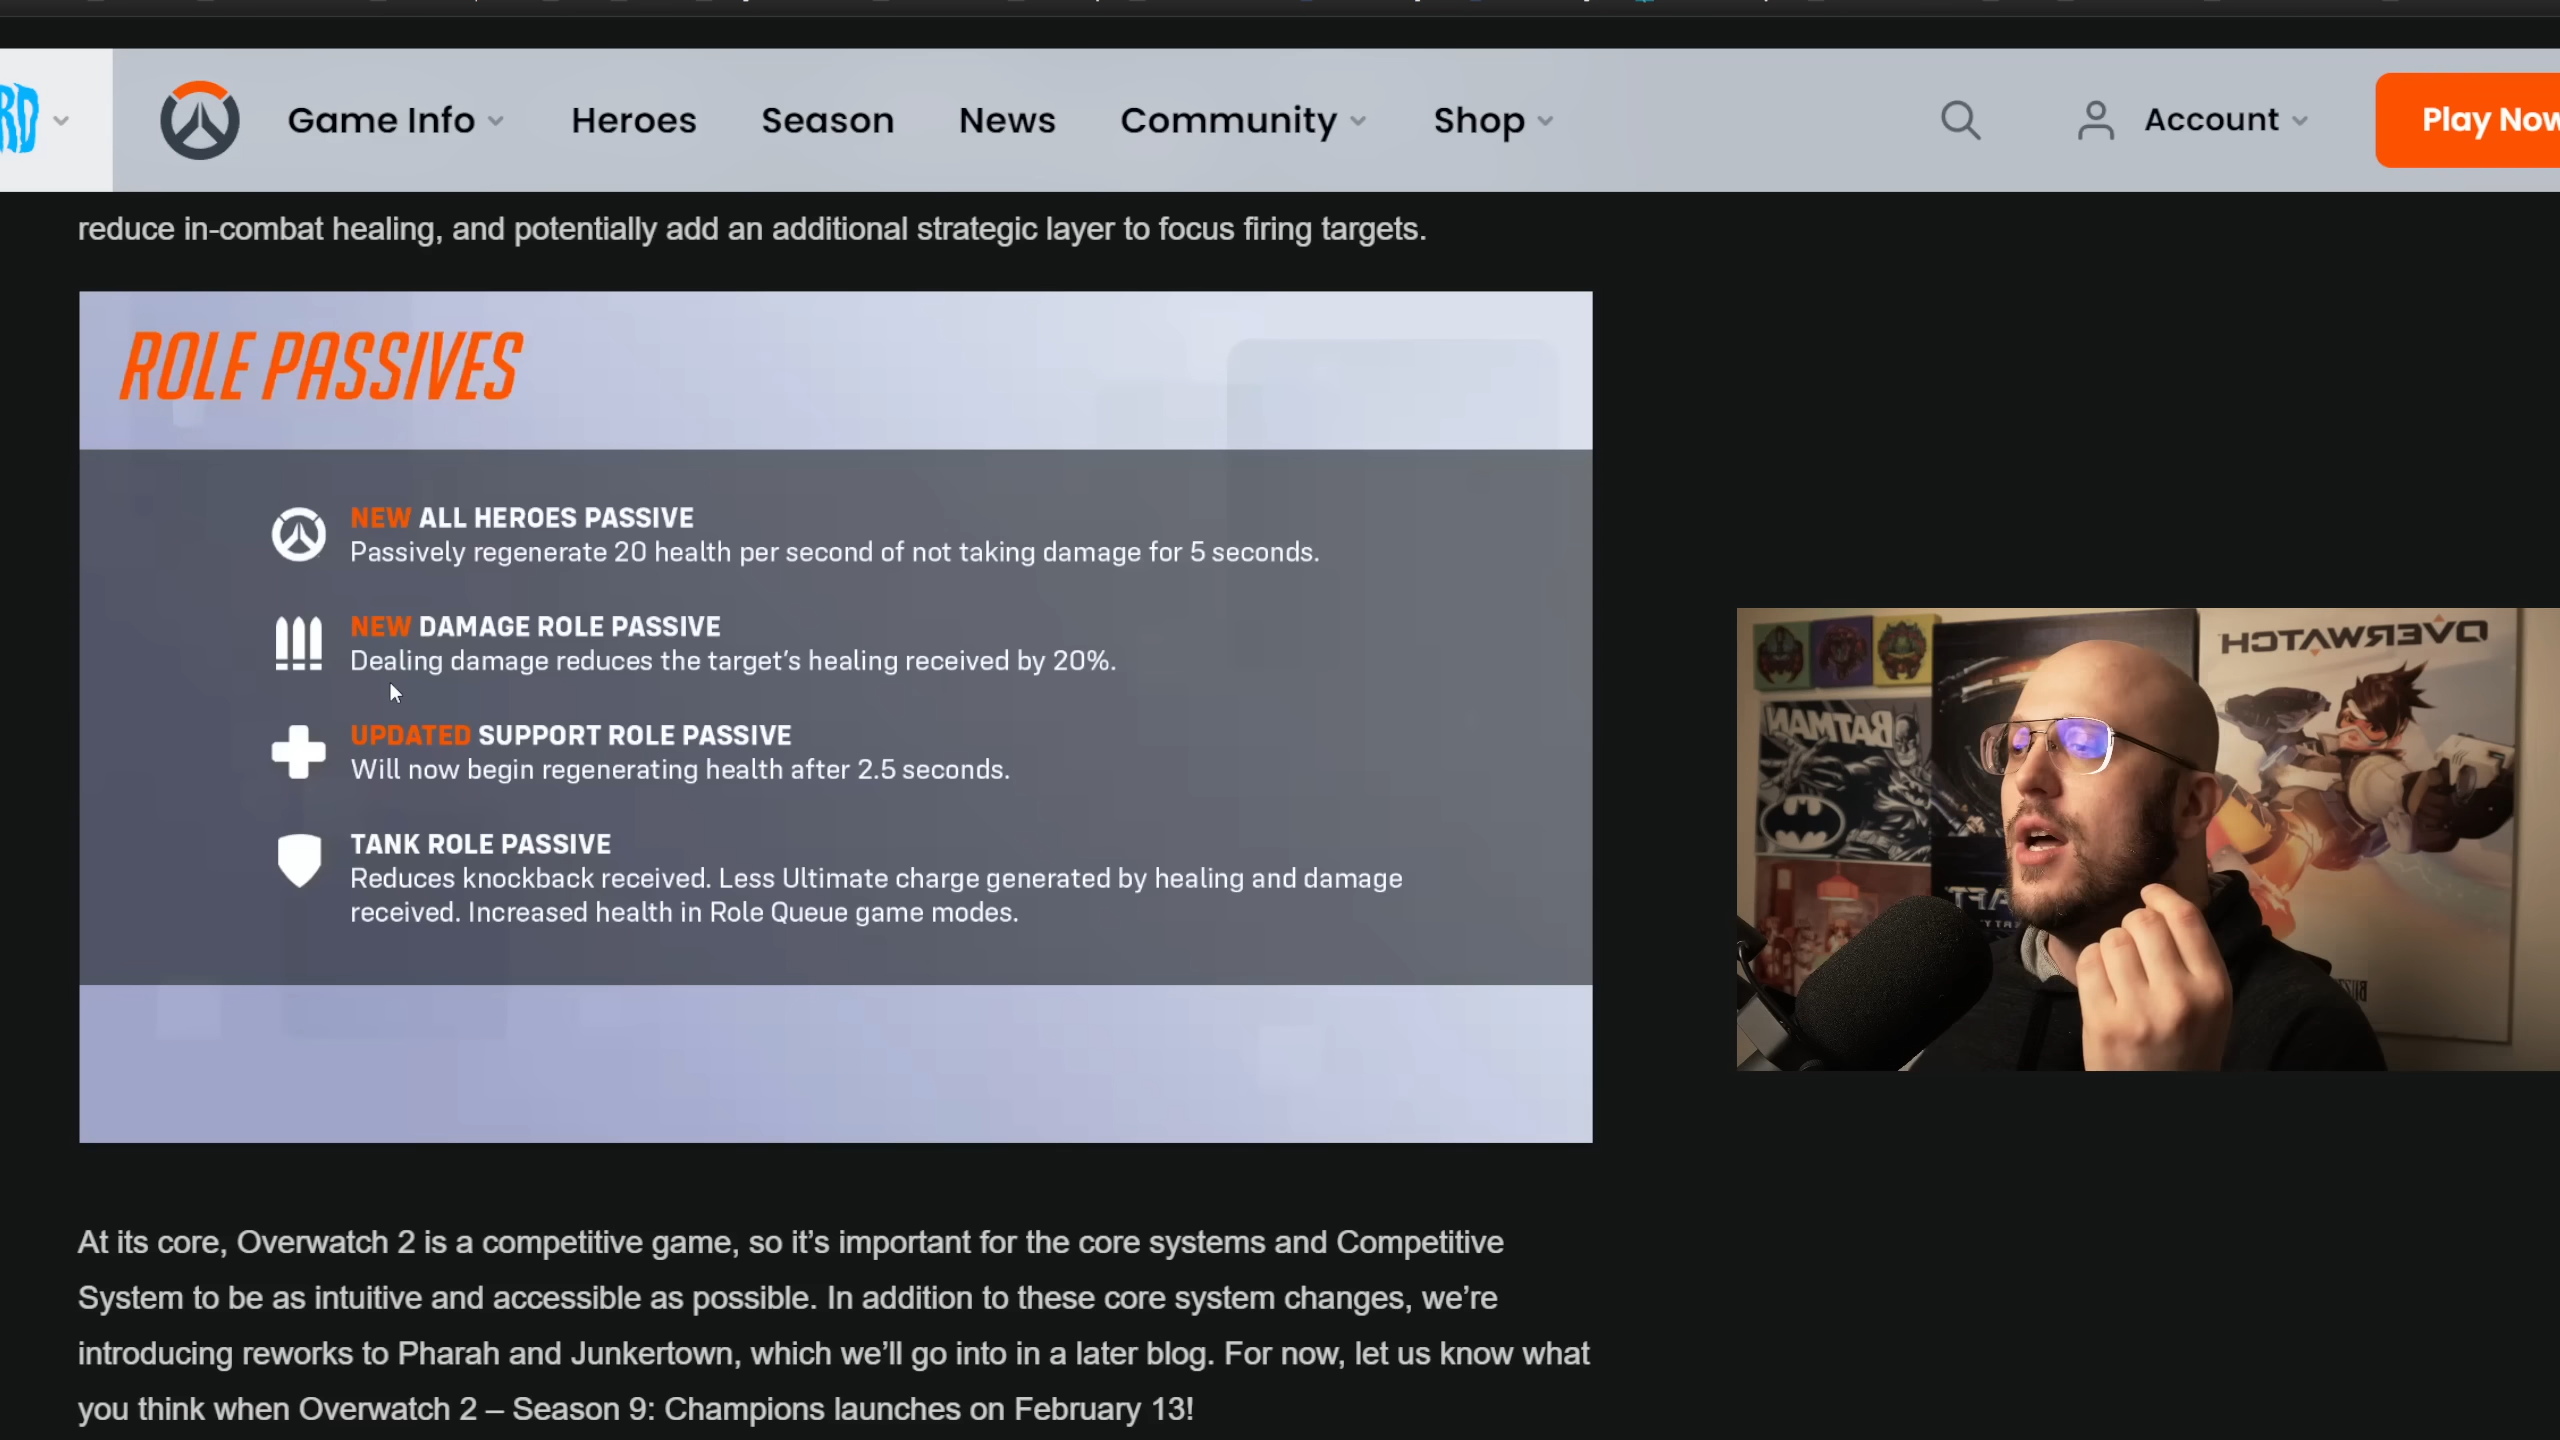 RD
Game Info
Heroes
Season
News
Community
Shop
Account
Play Now
reduce in-combat healing, and potentially add an additional strategic layer to focus firing targets.
ROLE PASSIVES
NEW ALL HEROES PASSIVE
Passively regenerate 20 health per second of not taking damage for 5 seconds.
NEW DAMAGE ROLE PASSIVE
Dealing damage reduces the target's healing received by 20%.
UPDATED SUPPORT ROLE PASSIVE
Will now begin regenerating health after 2.5 seconds.
TANK ROLE PASSIVE
Reduces knockback received. Less Ultimate charge generated by healing and damage
received. Increased health in Role Queue game modes.
OVERWATCH
BATMAN
At its core, Overwatch 2 is a competitive game, so it's important for the core systems and Competitive
System to be as intuitive and accessible as possible. In addition to these core system changes, we're
introducing reworks to Pharah and Junkertown, which we'll go into in a later blog. For now, let us know what
you think when Overwatch 2 – Season 9: Champions launches on February 13!